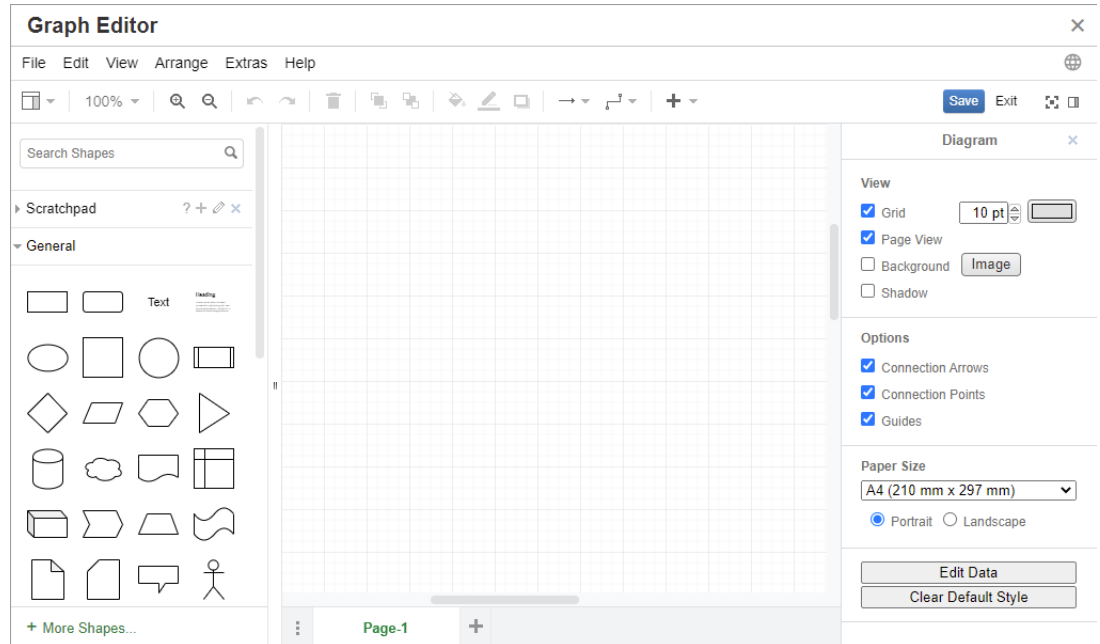 Graph Editor
File Edit View Arrange Extras Help
100%
Save Exit
Search Shapes
Scratchpad ?
General
Text
Heading
+ More Shapes...
Page-1
Diagram
View
Grid 10 pt
Page View
Background Image
Shadow
Options
Connection Arrows
Connection Points
Guides
Paper Size
A4 (210 mm x 297 mm)
Portrait Landscape
Edit Data
Clear Default Style